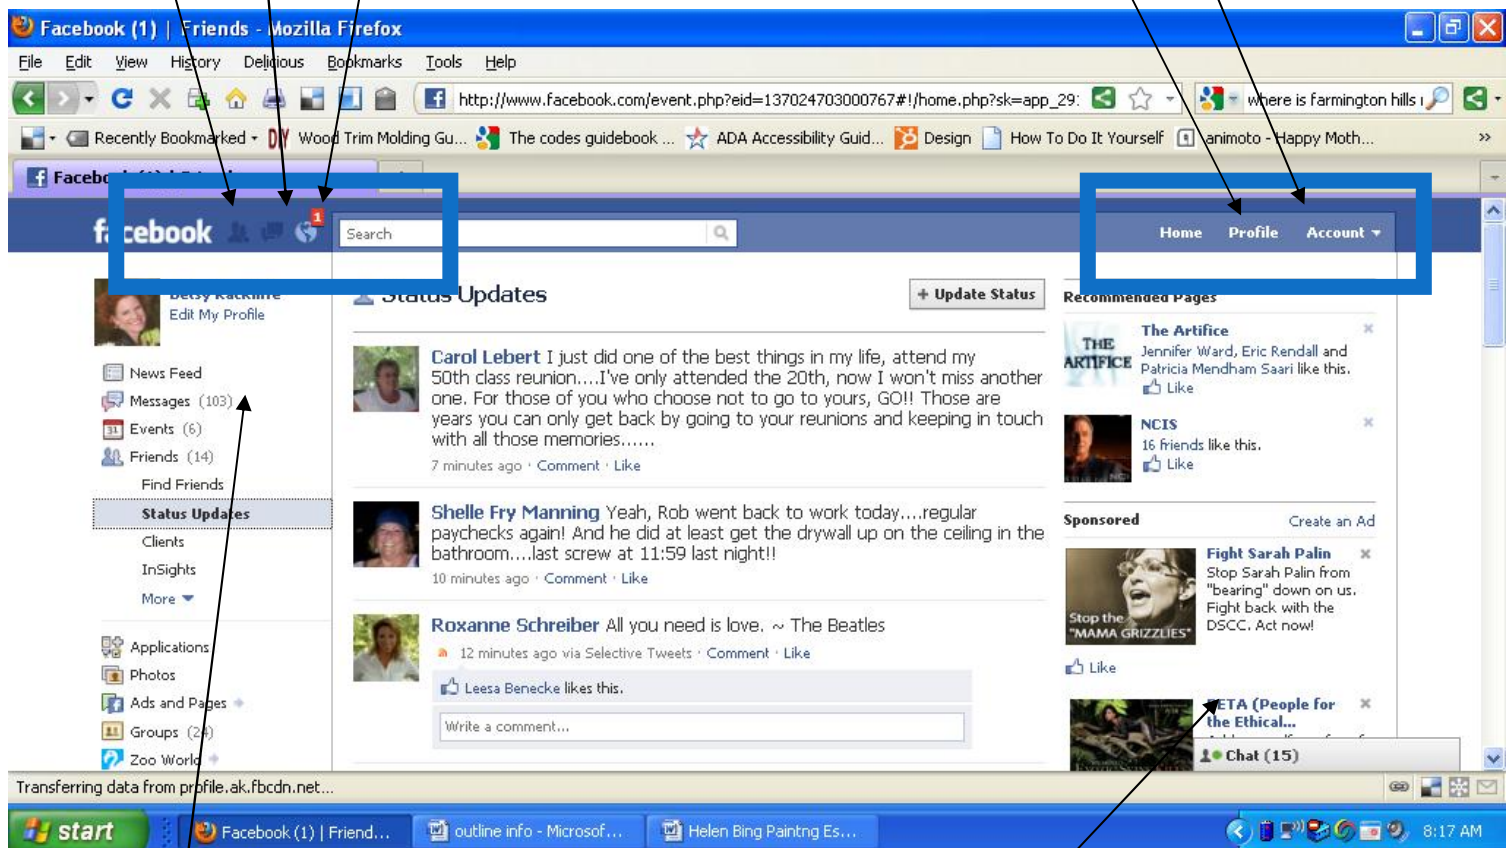 Facebook (1) | Friends - Mozilla Firefox
File Edit View History Delicious Bookmarks Tools Help
http://www.facebook.com/event.php?eid=137024703000767#!/home.php?sk=app_29:
where is farmington hills
Recently Bookmarked
DIY Wood Trim Molding Gu...
The codes guidebook ...
ADA Accessibility Guid...
Design
How To Do It Yourself
animoto - Happy Moth...
facebook
1
Search
Home Profile Account
Edit My Profile
News Feed
Messages (103)
Events (6)
Friends (14)
Find Friends
Status Updates
Clients
InSights
More
Applications
Photos
Ads and Pages
Groups (24)
Zoo World
Status Updates
+ Update Status
Carol Lebert I just did one of the best things in my life, attend my
50th class reunion....I've only attended the 20th, now I won't miss another
one. For those of you who choose not to go to yours, GO!! Those are
years you can only get back by going to your reunions and keeping in touch
with all those memories......
7 minutes ago · Comment · Like
Shelle Fry Manning Yeah, Rob went back to work today....regular
paychecks again! And he did at least get the drywall up on the ceiling in the
bathroom....last screw at 11:59 last night!!
10 minutes ago · Comment · Like
Roxanne Schreiber All you need is love. ~ The Beatles
12 minutes ago via Selective Tweets · Comment · Like
Leesa Benecke likes this.
Write a comment...
Recommended Pages
THE
ARTIFICE
The Artifice
Jennifer Ward, Eric Rendall and
Patricia Mendham Saari like this.
Like
NCIS
16 friends like this.
Like
Sponsored
Create an Ad
Stop the
"MAMA GRIZZLIES"
Fight Sarah Palin
Stop Sarah Palin from
"bearing" down on us.
Fight back with the
DSCC. Act now!
Like
PETA (People for
the Ethical...
Chat (15)
Transferring data from profile.ak.fbcdn.net...
start
Facebook (1) | Friend...
outline info - Microsof...
Helen Bing Paintng Es...
8:17 AM